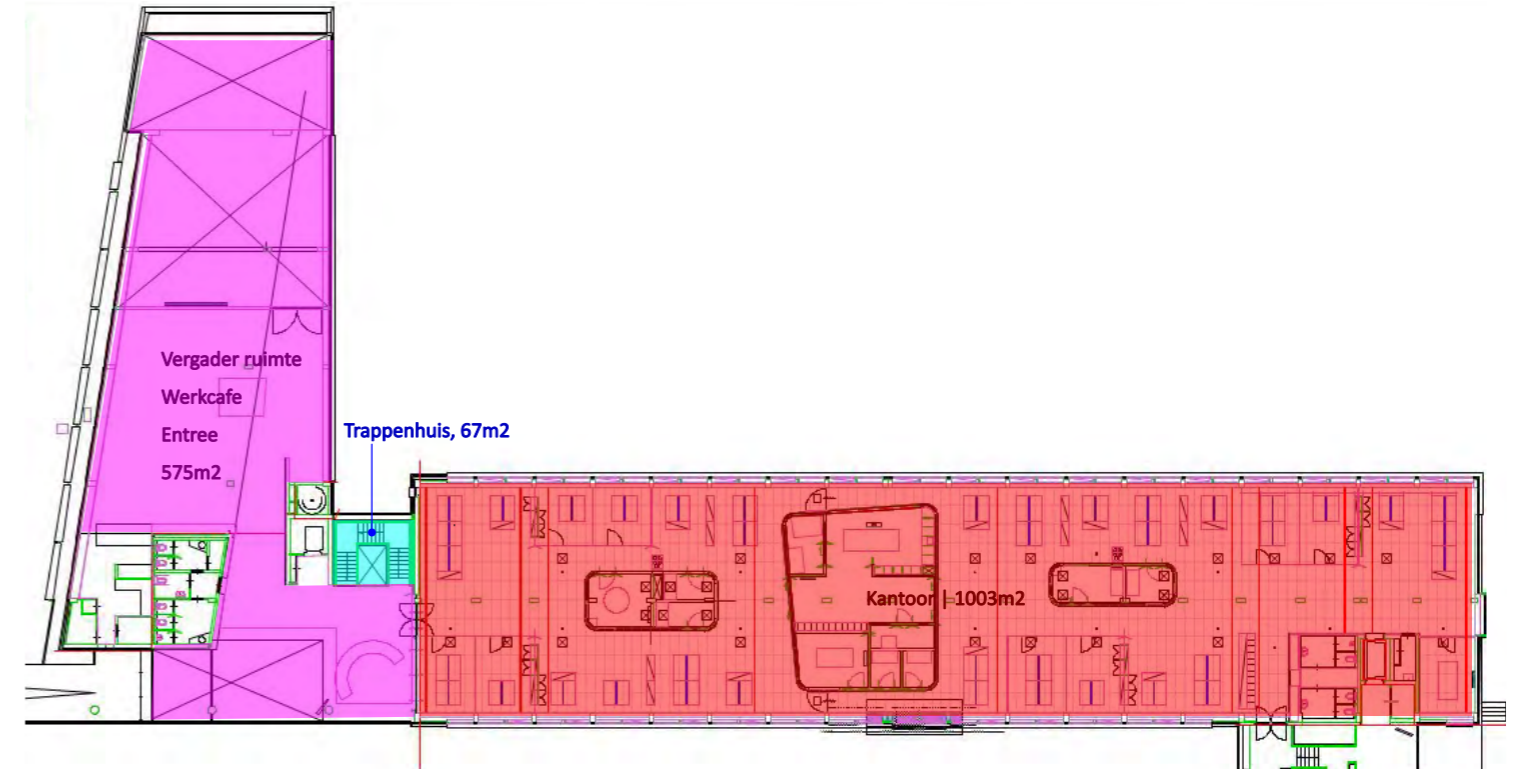 Vergader ruimte
Werkcafe
Entree
575m2
Trappenhuis, 67m2
Kantoor | 1003m2